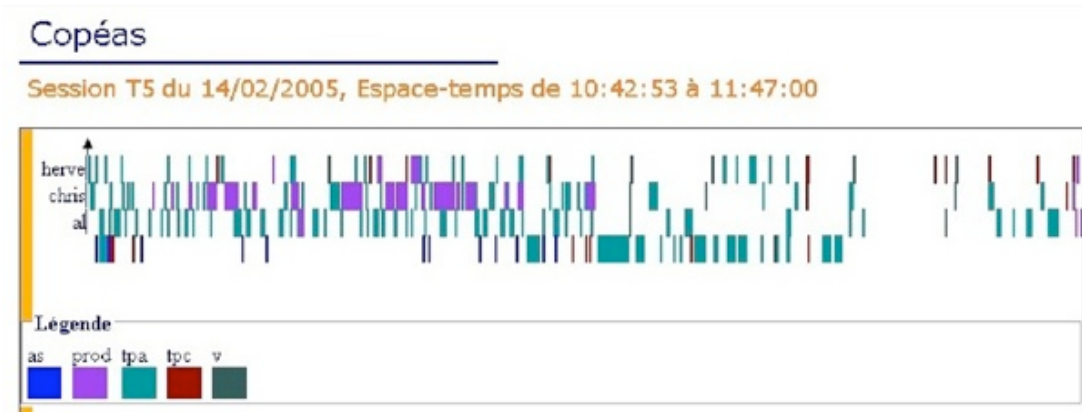 Copéas
Session T5 du 14/02/2005, Espace-temps de 10:42:53 à 11:47:00
herve
chris
al
Légende
as prod tpa tpc v